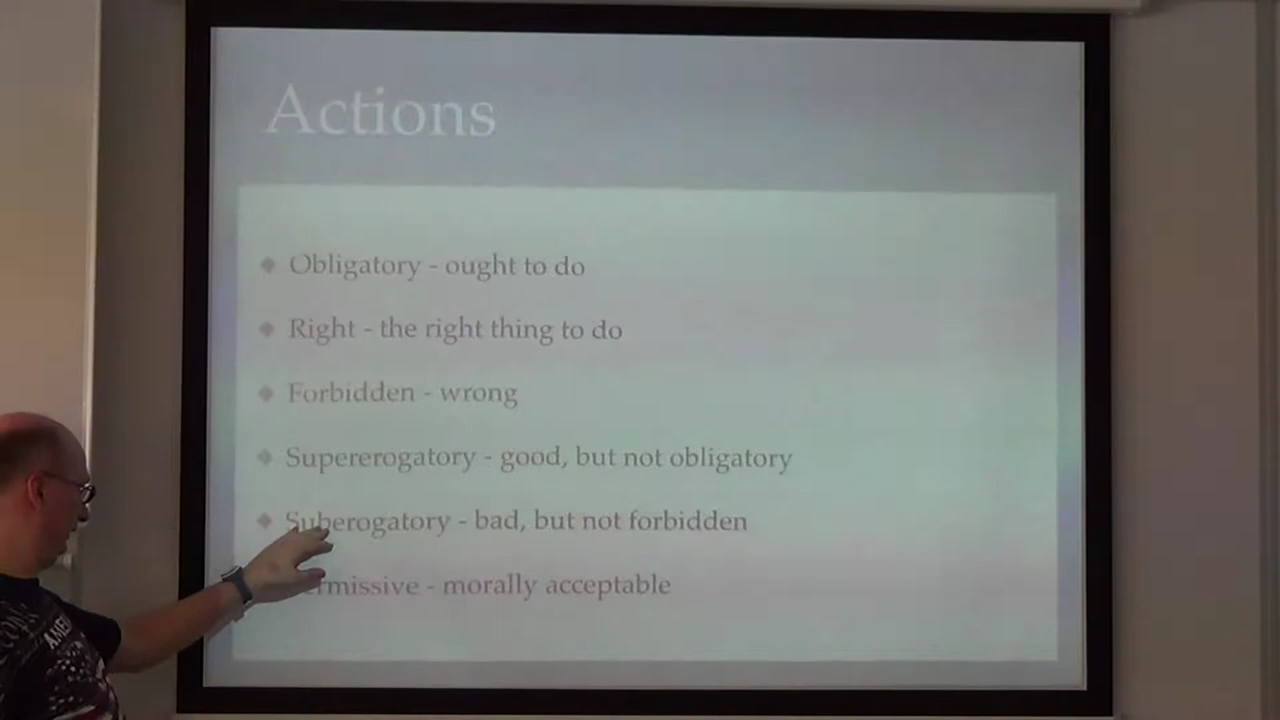 Actions
Obligatory - ought to do
Right - the right thing to do
Forbidden - wrong
Supererogatory - good, but not obligatory
Suberogatory - bad, but not forbidden
ermissive - morally acceptable